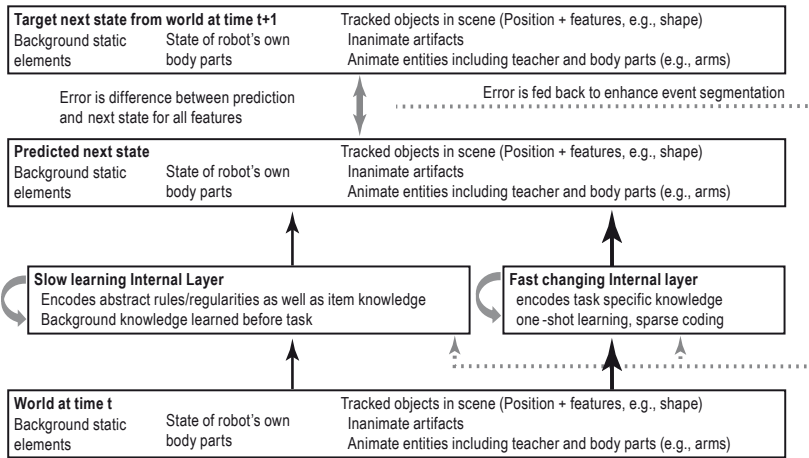 Target next state from world at time t+1
Tracked objects in scene (Position + features, e.g., shape)
Background static
elements
State of robot's own
body parts
Inanimate artifacts
Animate entities including teacher and body parts (e.g., arms)
Error is difference between prediction
and next state for all features
Error is fed back to enhance event segmentation
Predicted next state
Tracked objects in scene (Position + features, e.g., shape)
Background static
elements
State of robot's own
body parts
Inanimate artifacts
Animate entities including teacher and body parts (e.g., arms)
Slow learning Internal Layer
Encodes abstract rules/regularities as well as item knowledge
Background knowledge learned before task
Fast changing Internal layer
encodes task specific knowledge
one -shot learning, sparse coding
World at time t
Tracked objects in scene (Position + features, e.g., shape)
Background static
elements
State of robot's own
body parts
Inanimate artifacts
Animate entities including teacher and body parts (e.g., arms)